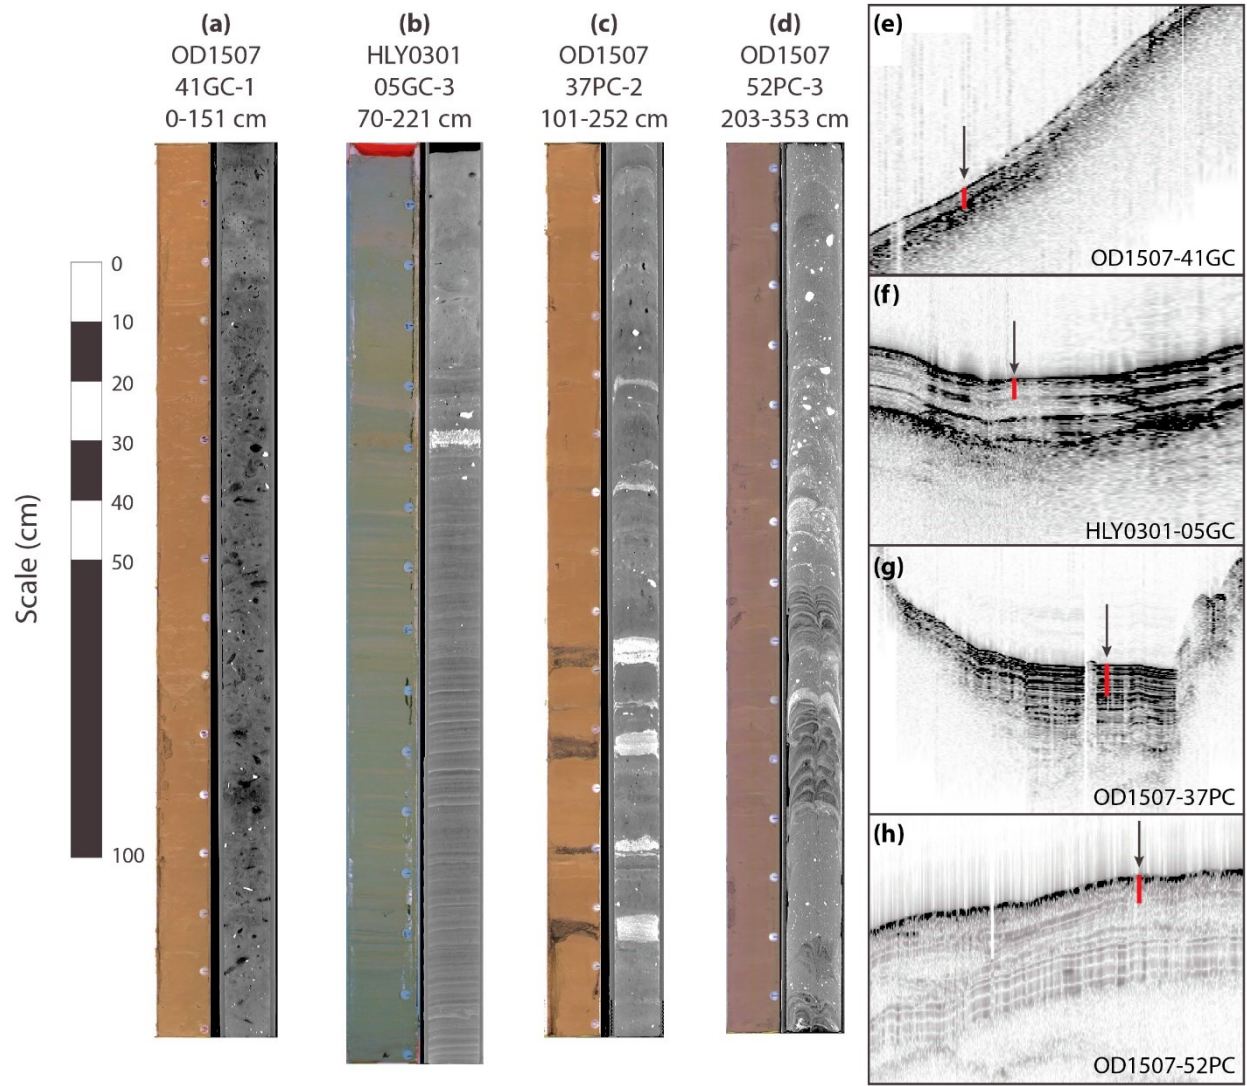 (a)
OD1507
41GC-1
0-151 cm
(b)
HLY0301
05GC-3
70-221 cm
(c)
OD1507
37PC-2
101-252 cm
(d)
OD1507
52PC-3
203-353 cm
Scale (cm)
0
10
20
30
40
50
100
(e)
OD1507-41GC
(f)
HLY0301-05GC
(g)
OD1507-37PC
(h)
OD1507-52PC